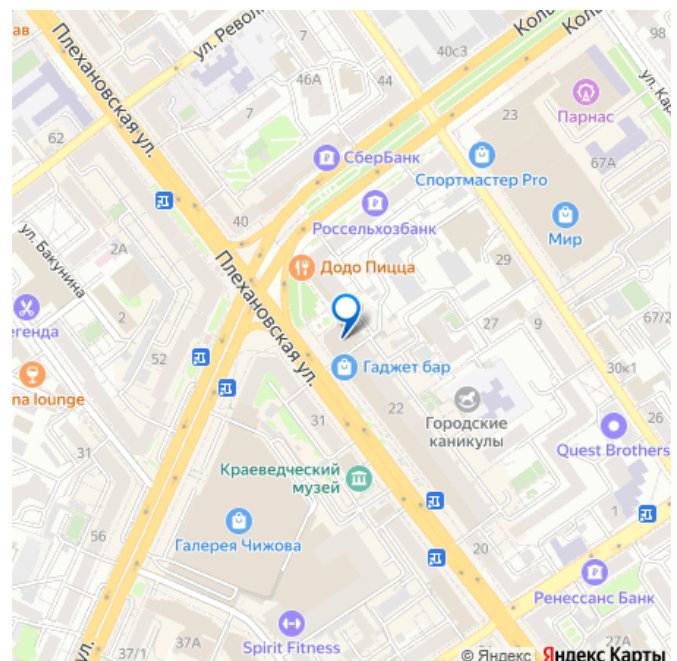 ав
ул. Револ
7
Коль
Коль
40с3
98
46А
44
ул. Кар
23
Парнас
67А
Плехановская ул.
62
7
СберБанк
Спортмастер Pro
Россельхозбанк
Мир
40
2А
ул. Бакунина
Додо Пицца
29
Плехановская ул.
2
егенда
27
9
67/2
52
Гаджет бар
30к1
na lounge
22
Городские
каникулы
31
26
Quest Brothers
Краеведческий
музей
1
Галерея Чижова
56
20
Ренессанс Банк
Spirit Fitness
27А
37/1
37А
ул.
© Яндекс Яндекс Карты